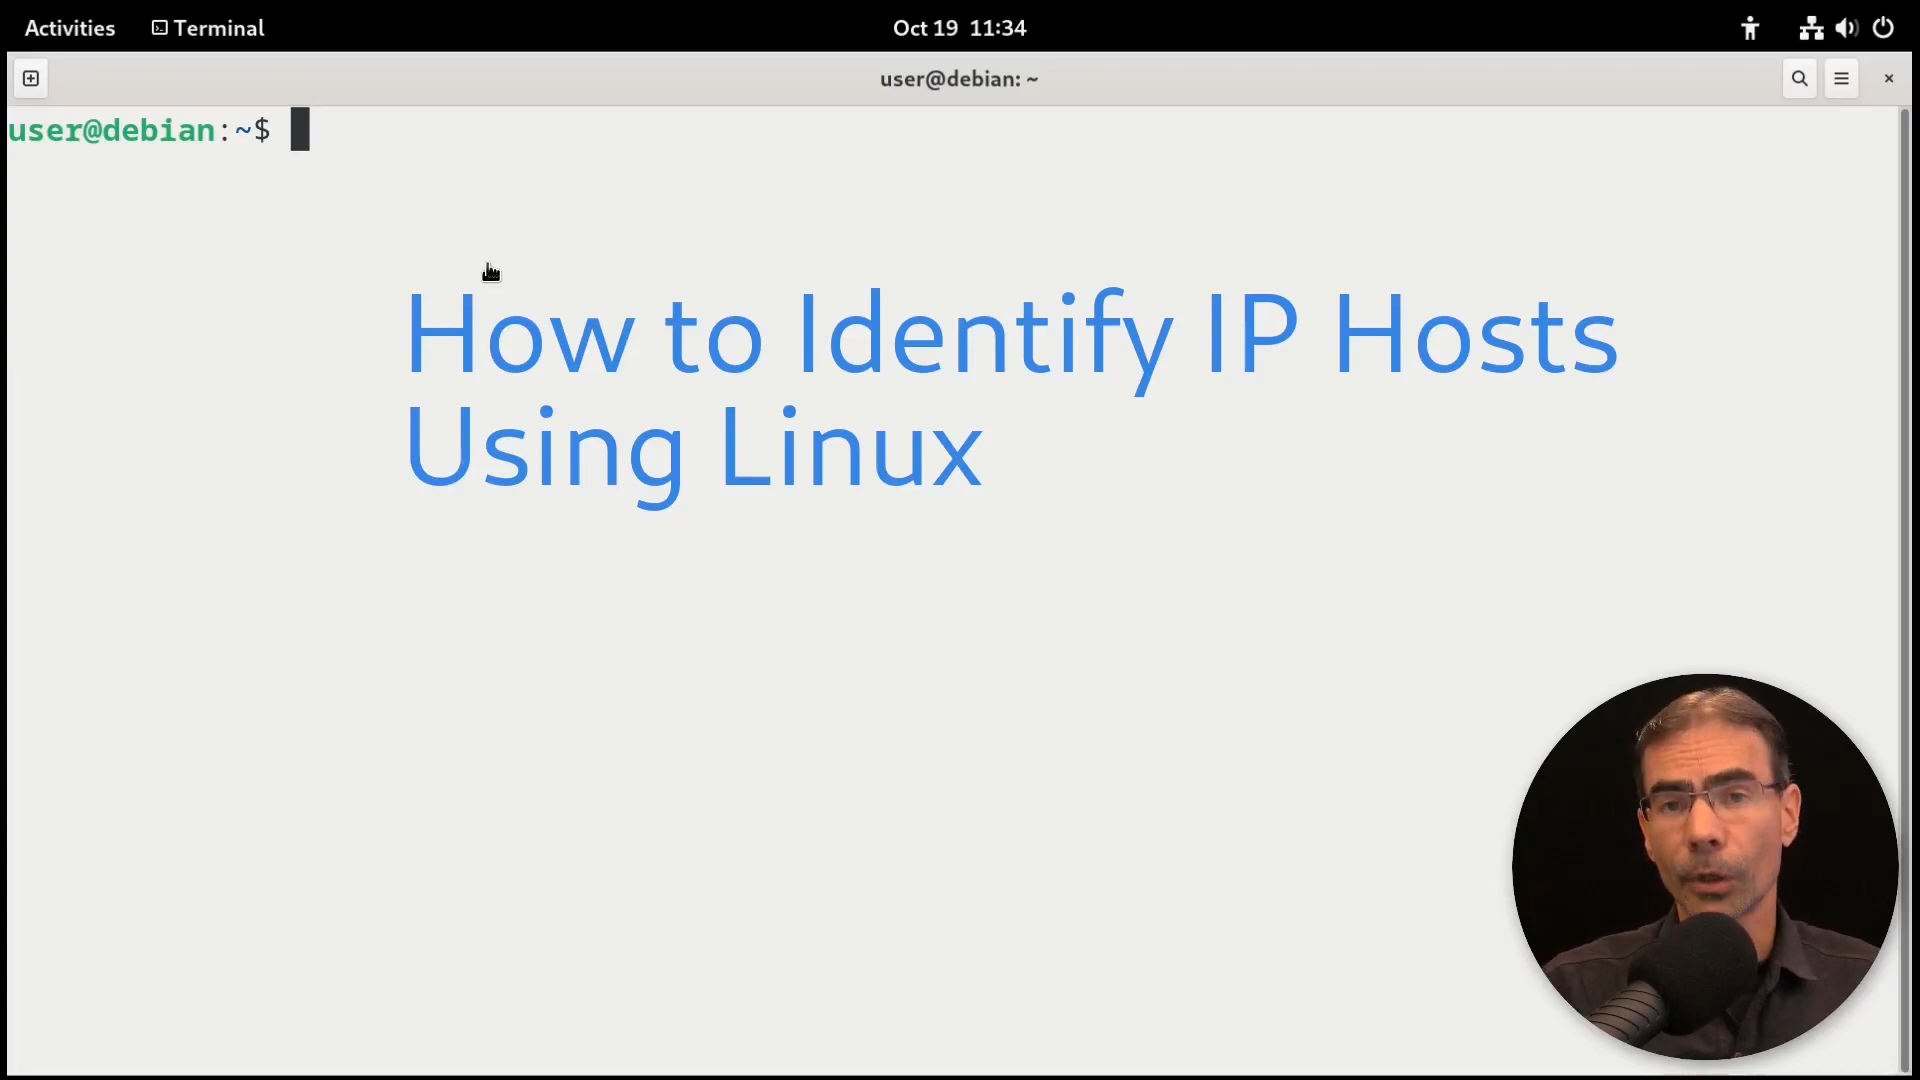 Activities Terminal Oct 19 11:34
user@debian: ~
user@debian:~$
How to Identify IP Hosts
Using Linux